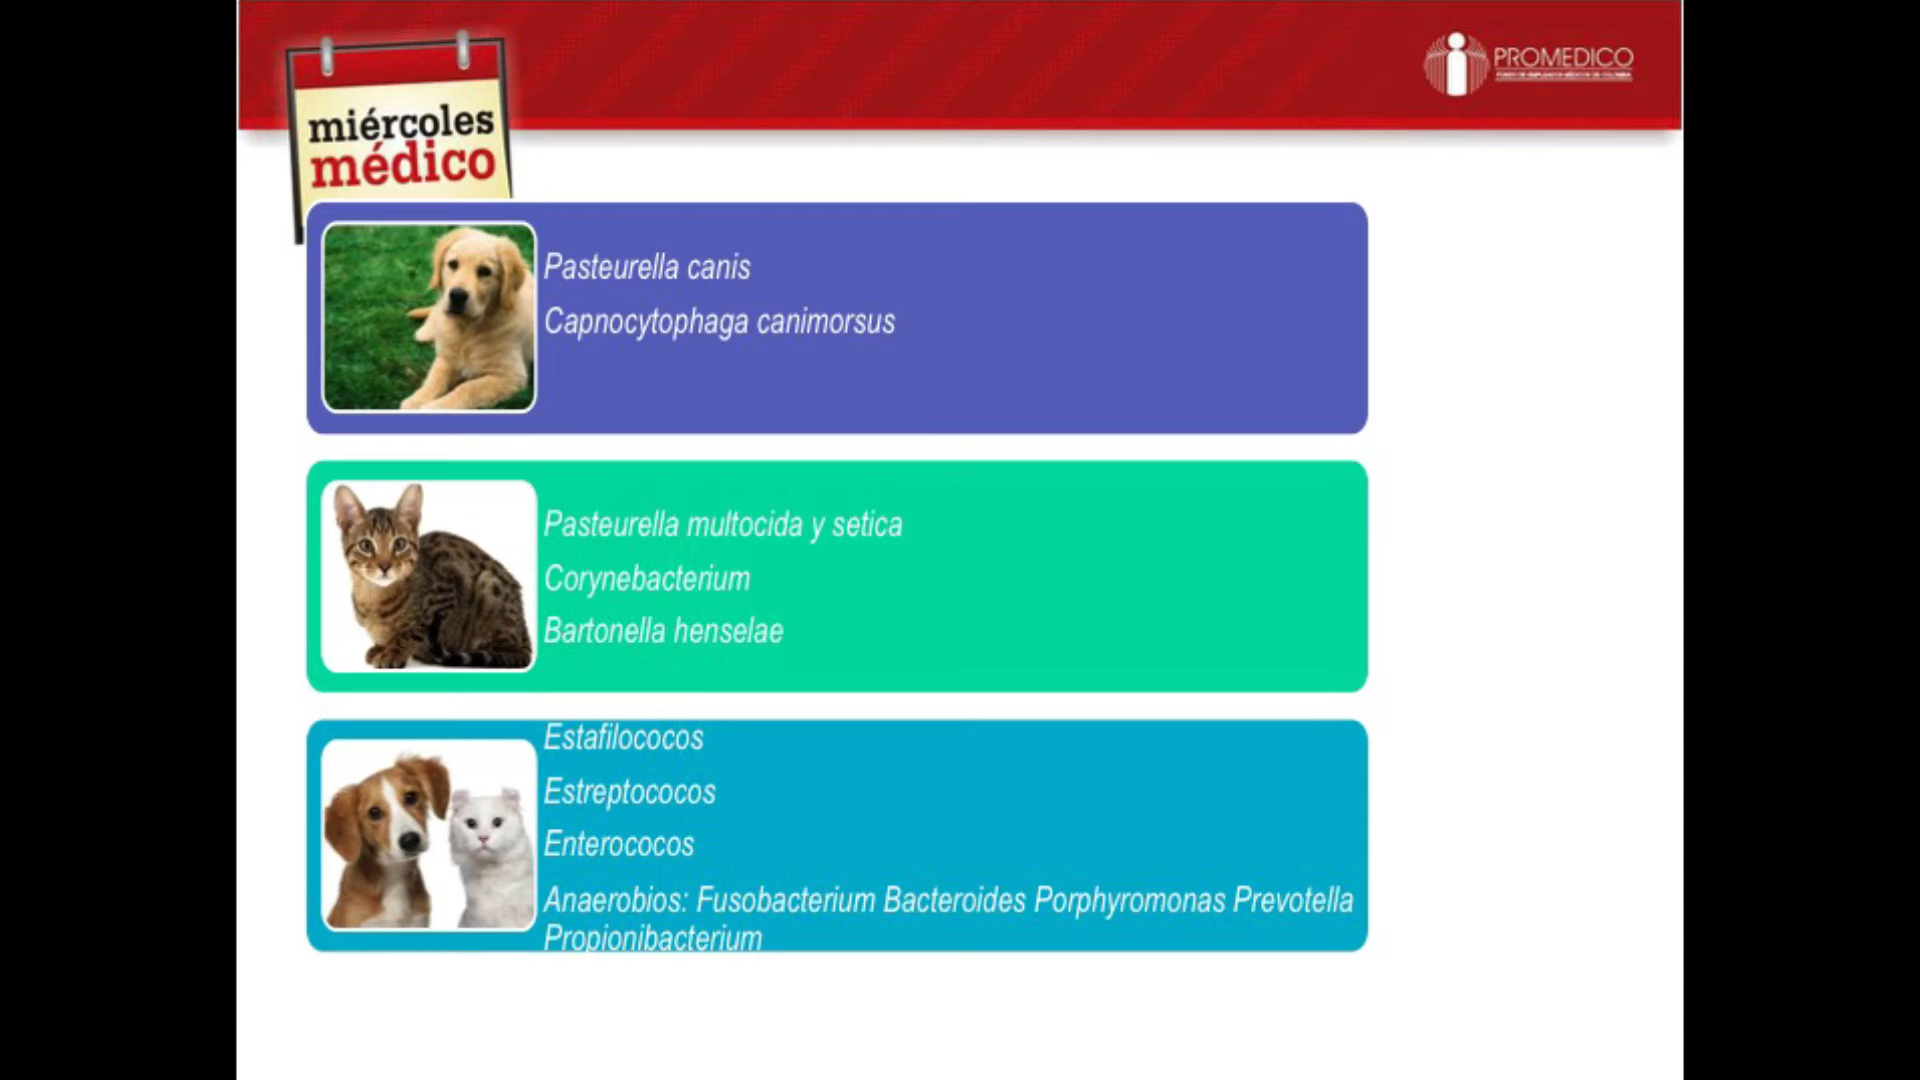 miércoles
médico
PROMEDICO
Pasteurella canis
Capnocytophaga canimorsus
Pasteurella multocida y setica
Corynebacterium
Bartonella henselae
Estafilococos
Estreptococos
Enterococos
Anaerobios: Fusobacterium Bacteroides Porphyromonas Prevotella
Propionibacterium